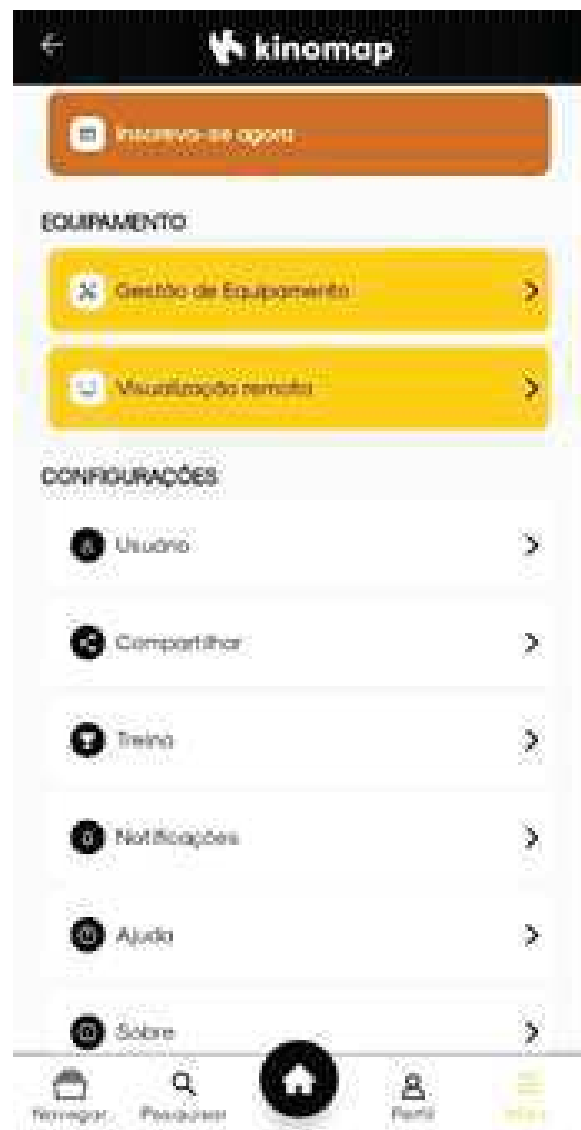 kinomap
Inscreva-se agora
EQUIPAMENTO
Gestão de Equipamento
Visualização remota
CONFIGURAÇÕES
Usuário
Compartilhar
Treino
Notificações
Ajuda
Sobre
Navegar
Pesquisar
Perfil